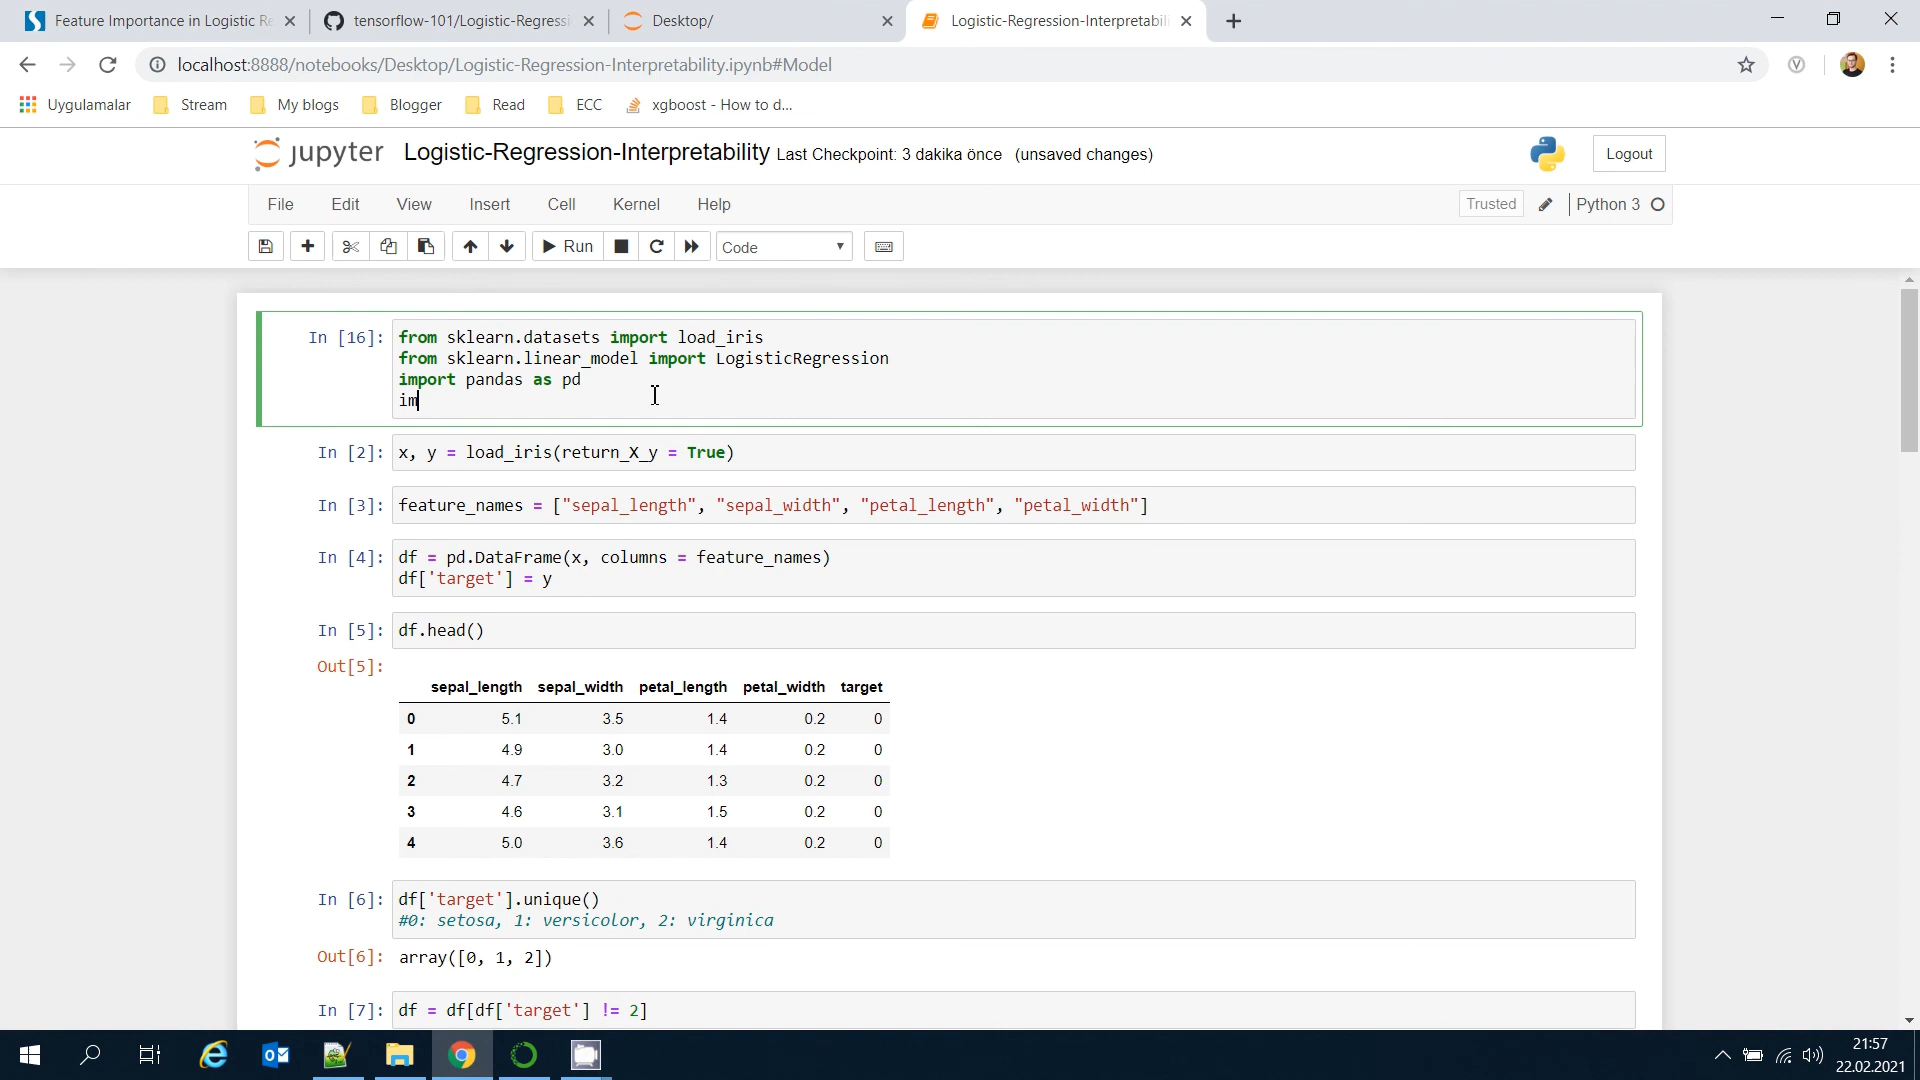 Feature Importance in Logistic Re
tensorflow-101/Logistic-Regressi
Desktop/
Logistic-Regression-Interpretabili
localhost:8888/notebooks/Desktop/Logistic-Regression-Interpretability.ipynb#Model
Uygulamalar Stream My blogs Blogger Read ECC xgboost - How to d...
jupyter Logistic-Regression-Interpretability Last Checkpoint: 3 dakika önce (unsaved changes) Logout
File Edit View Insert Cell Kernel Help Trusted Python 3
Run Code
In [16]: from sklearn.datasets import load_iris
from sklearn.linear_model import LogisticRegression
import pandas as pd
im
In [2]: x, y = load_iris(return_X_y = True)
In [3]: feature_names = ["sepal_length", "sepal_width", "petal_length", "petal_width"]
In [4]: df = pd.DataFrame(x, columns = feature_names)
df['target'] = y
In [5]: df.head()
Out[5]:
sepal_length sepal_width petal_length petal_width target
0 5.1 3.5 1.4 0.2 0
1 4.9 3.0 1.4 0.2 0
2 4.7 3.2 1.3 0.2 0
3 4.6 3.1 1.5 0.2 0
4 5.0 3.6 1.4 0.2 0
In [6]: df['target'].unique()
#0: setosa, 1: versicolor, 2: virginica
Out[6]: array([0, 1, 2])
In [7]: df = df[df['target'] != 2]
21:57
22.02.2021